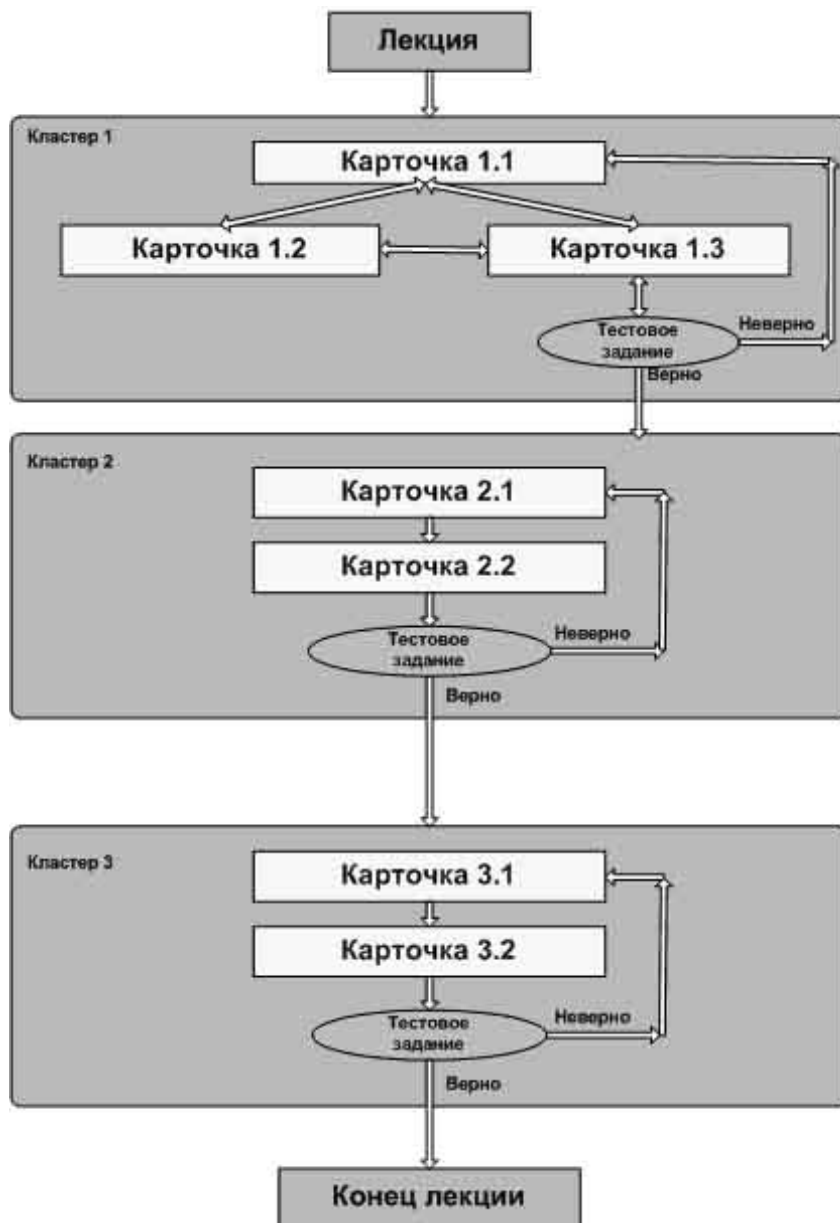 Лекция
Кластер 1
Карточка 1.1
Карточка 1.2
Карточка 1.3
Тестовое
задание
Неверно
Верно
Кластер 2
Карточка 2.1
Карточка 2.2
Тестовое
задание
Неверно
Верно
Кластер 3
Карточка 3.1
Карточка 3.2
Тестовое
задание
Неверно
Верно
Конец лекции